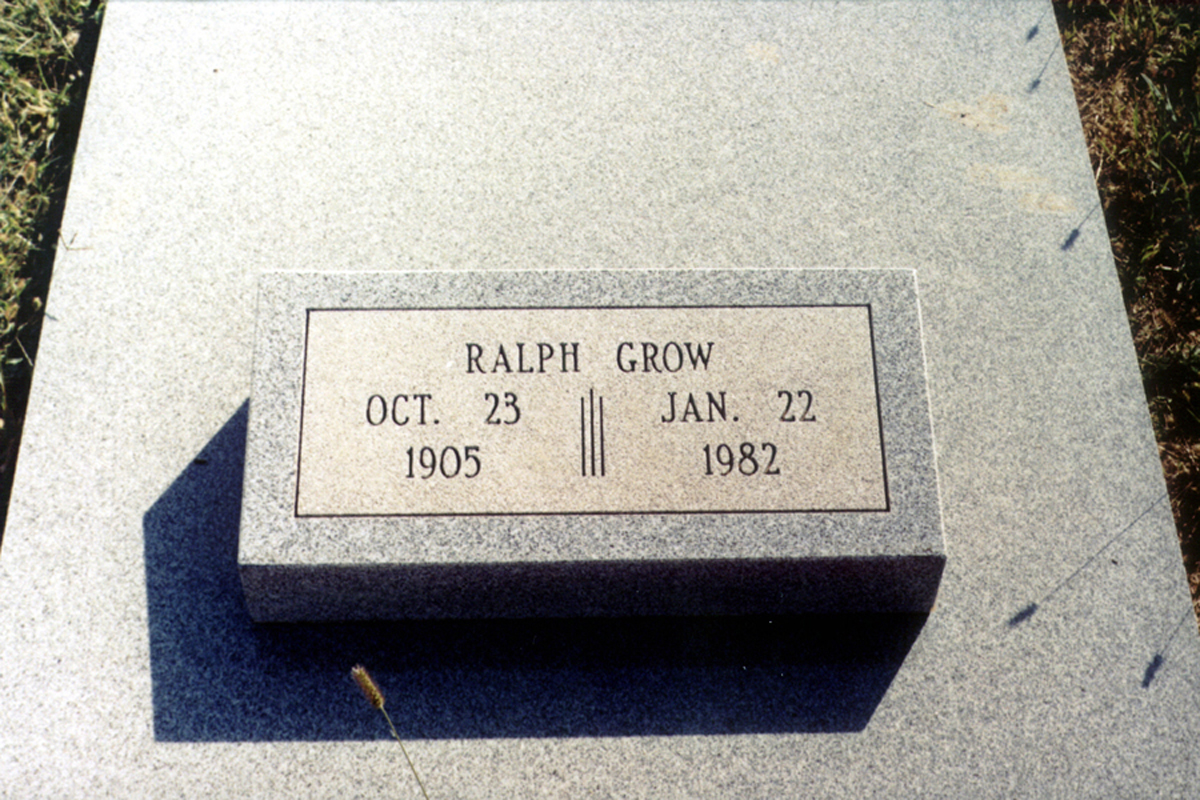 RALPH GROW
OCT. 23 JAN. 22
1905 1982